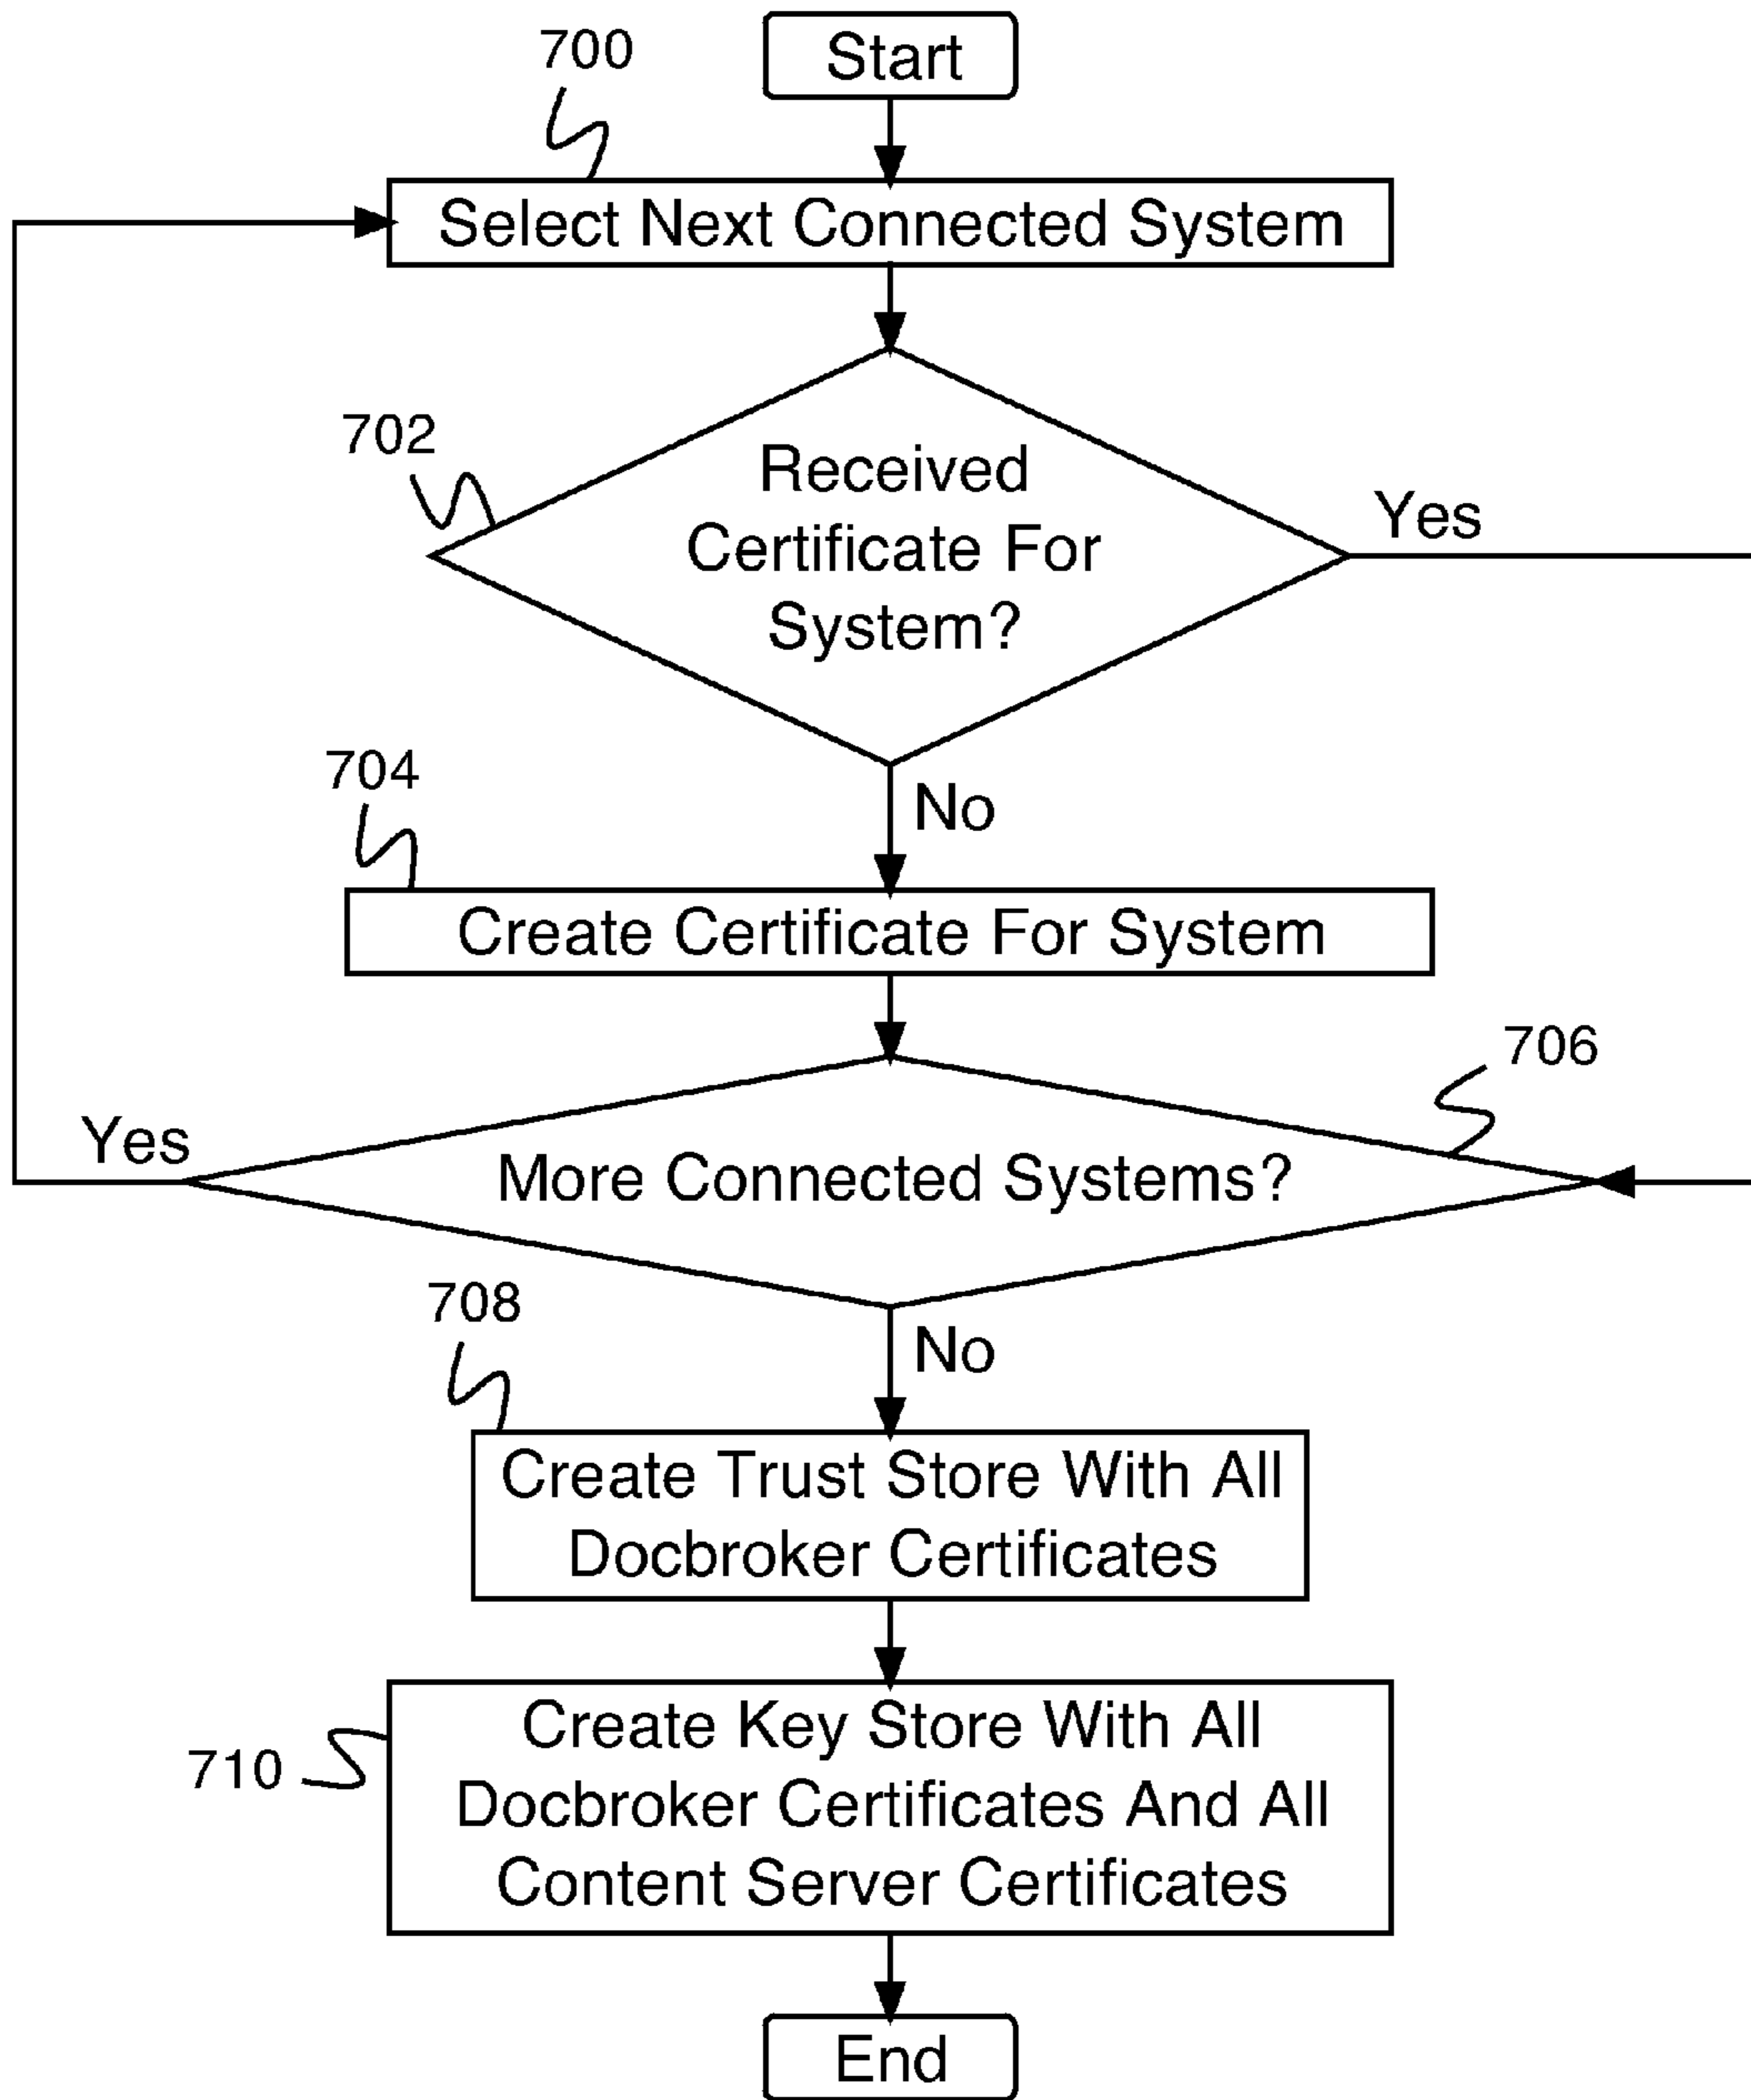 Start
700
Select Next Connected System
702
Received
Certificate For
System?
Yes
No
704
Create Certificate For System
706
More Connected Systems?
Yes
No
708
Create Trust Store With All
Docbroker Certificates
710
Create Key Store With All
Docbroker Certificates And All
Content Server Certificates
End